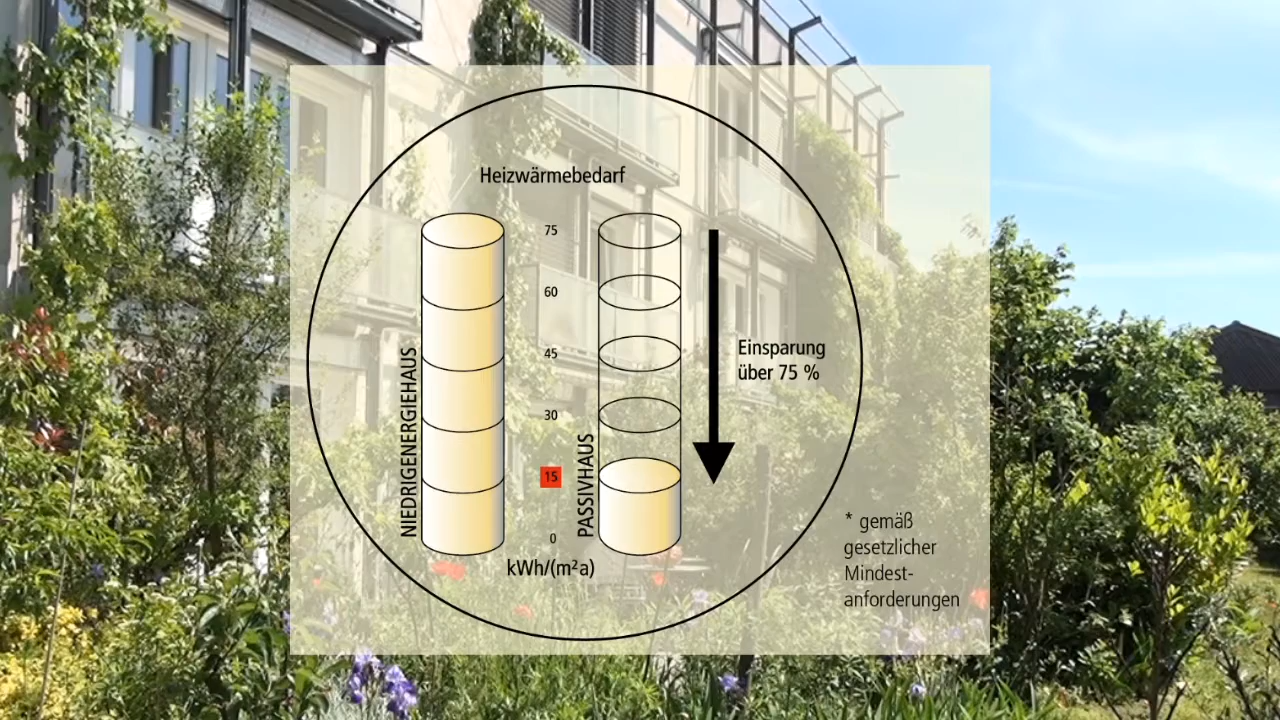 Heizwärmebedarf
75
60
45
30
15
0
kWh/(m²a)
NIEDRIGENERGIEHAUS
PASSIVHAUS
Einsparung
über 75 %
* gemäß
gesetzlicher
Mindest-
anforderungen